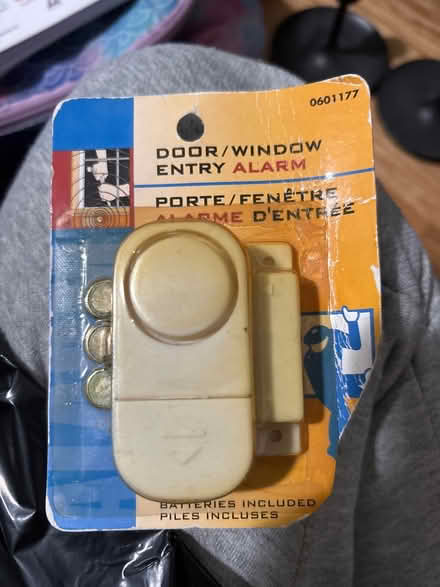 0601177
DOOR/WINDOW
ENTRY ALARM
PORTE/FENÊTRE
ALARME D'ENTRÉE
BATTERIES INCLUDED
PILES INCLUSES